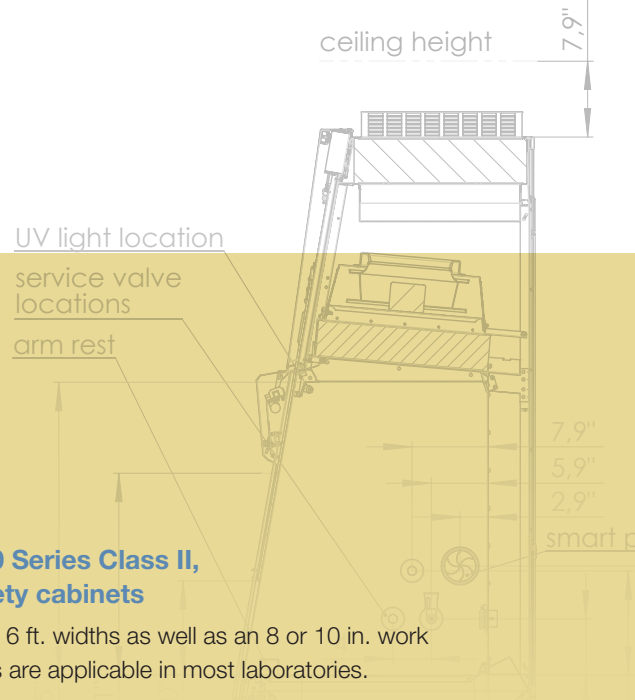 ceiling height
7,9"
UV light location
service valve
locations
arm rest
7,9"
5,9"
2,9"
smart p
0 Series Class II,
ety cabinets
6 ft. widths as well as an 8 or 10 in. work
s are applicable in most laboratories.